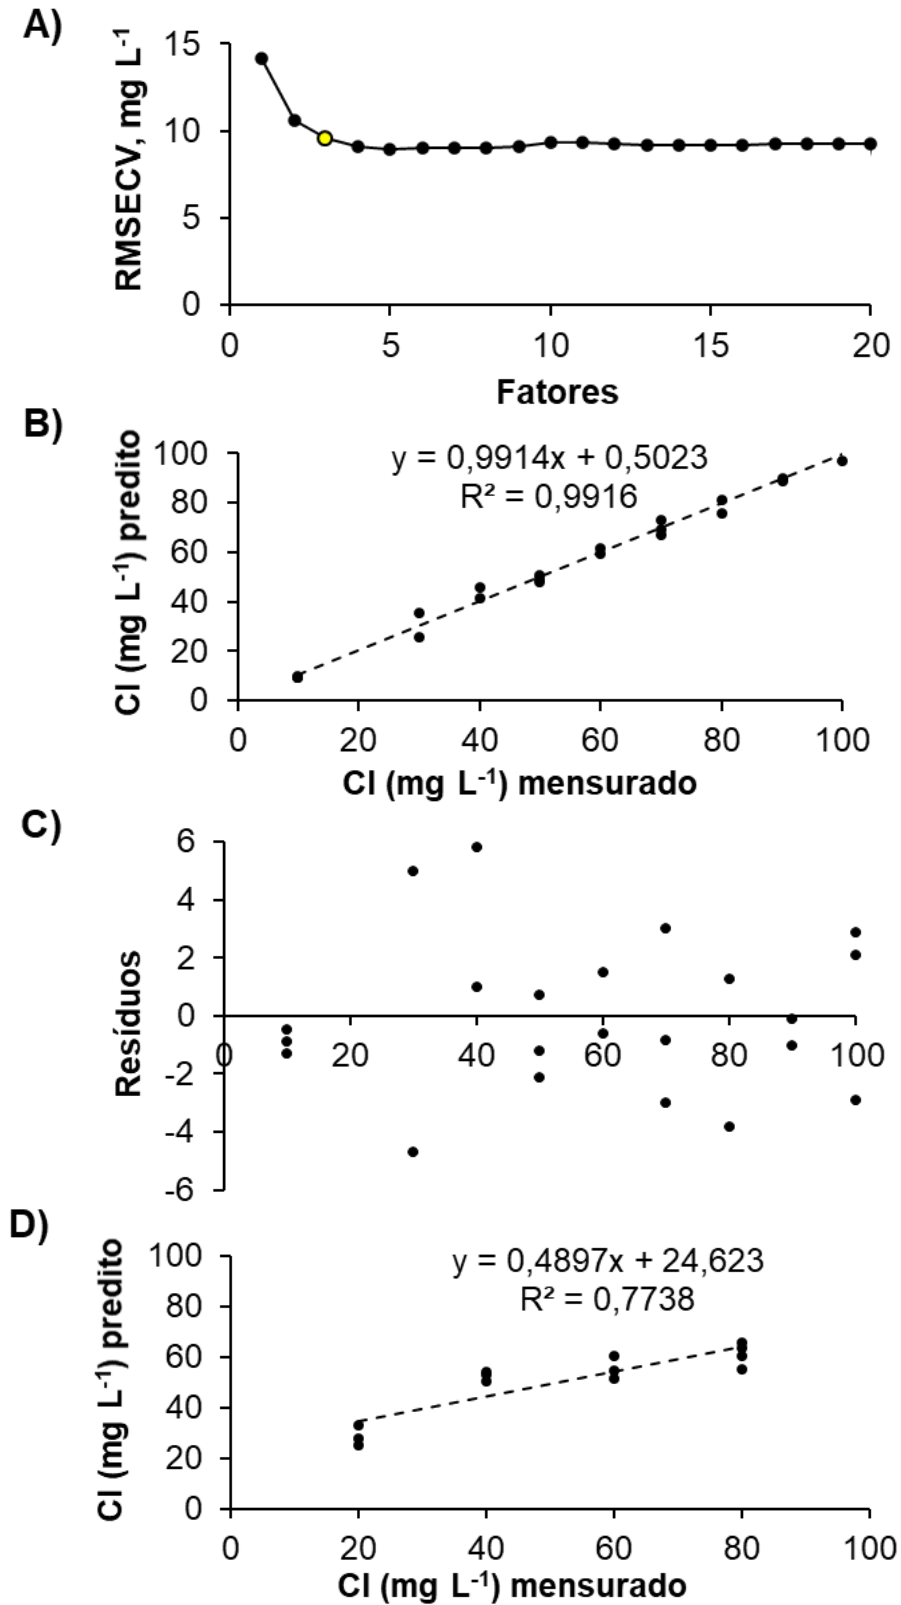 A)
RMSECV, mg L-1
15
10
5
0
0 5 10 15 20
Fatores
B)
Cl (mg L-1) predito
y = 0,9914x + 0,5023
R² = 0,9916
100
80
60
40
20
0
0 20 40 60 80 100
Cl (mg L-1) mensurado
C)
Resíduos
6
4
2
0
0 20 40 60 80 100
-2
-4
-6
D)
Cl (mg L-1) predito
y = 0,4897x + 24,623
R² = 0,7738
100
80
60
40
20
0
0 20 40 60 80 100
Cl (mg L-1) mensurado